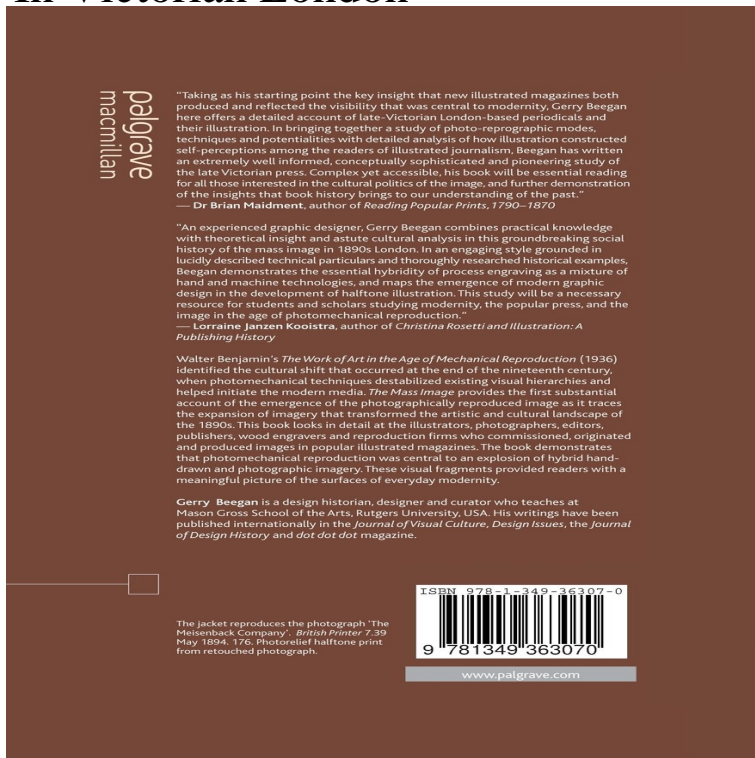 in Victorian London
palgrave
macmillan
"Taking as his starting point the key insight that new illustrated magazines both
produced and reflected the visibility that was central to modernity, Gerry Beegan
here offers a detailed account of late-Victorian London-based periodicals and
their illustration. In bringing together a study of photo-reprographic modes,
techniques and potentialities with detailed analysis of how illustration constructed
self-perceptions among the readers of illustrated journalism, Beegan has written
an extremely well informed, conceptually sophisticated and pioneering study of
the late Victorian press. Complex yet accessible, his book will be essential reading
for all those interested in the cultural politics of the image, and further demonstration
of the insights that book history brings to our understanding of the past."
— Dr Brian Maidment, author of Reading Popular Prints, 1790–1870
"An experienced graphic designer, Gerry Beegan combines practical knowledge
with theoretical insight and astute cultural analysis in this groundbreaking social
history of the mass image in 1890s London. In an engaging style grounded in
lucidly described technical particulars and thoroughly researched historical examples,
Beegan demonstrates the essential hybridity of process engraving as a mixture of
hand and machine technologies, and maps the emergence of modern graphic
design in the development of halftone illustration. This study will be a necessary
resource for students and scholars studying modernity, the popular press, and the
image in the age of photomechanical reproduction."
— Lorraine Janzen Kooistra, author of Christina Rosetti and Illustration: A
Publishing History
Walter Benjamin's The Work of Art in the Age of Mechanical Reproduction (1936)
identified the cultural shift that occurred at the end of the nineteenth century,
when photomechanical techniques destabilized existing visual hierarchies and
helped initiate the modern media. The Mass Image provides the first substantial
account of the emergence of the photographically reproduced image as it traces
the expansion of imagery that transformed the artistic and cultural landscape of
the 1890s. This book looks in detail at the illustrators, photographers, editors,
publishers, wood engravers and reproduction firms who commissioned, originated
and produced images in popular illustrated magazines. The book demonstrates
that photomechanical reproduction was central to an explosion of hybrid hand-
drawn and photographic imagery. These visual fragments provided readers with a
meaningful picture of the surfaces of everyday modernity.
Gerry Beegan is a design historian, designer and curator who teaches at
Mason Gross School of the Arts, Rutgers University, USA. His writings have been
published internationally in the Journal of Visual Culture, Design Issues, the Journal
of Design History and dot dot dot magazine.
The jacket reproduces the photograph 'The
Meisenback Company'. British Printer 7.39
May 1894. 176. Photorelief halftone print
from retouched photograph.
ISBN 978-1-349-36307-0
9 781349 363070
www.palgrave.com